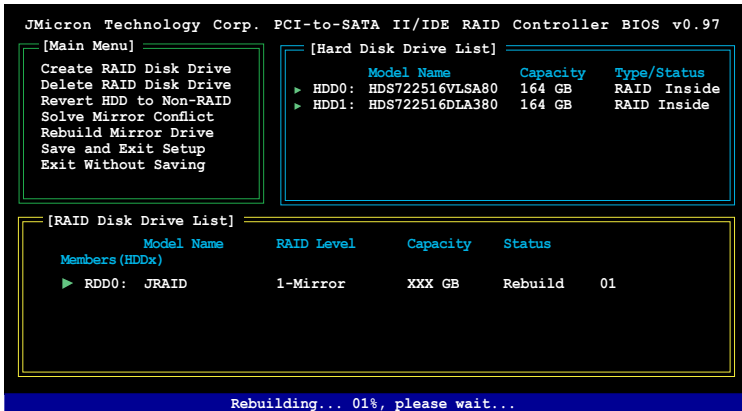 JMicron Technology Corp. PCI-to-SATA II/IDE RAID Controller BIOS v0.97
[Main Menu]
Create RAID Disk Drive
Delete RAID Disk Drive
Revert HDD to Non-RAID
Solve Mirror Conflict
Rebuild Mirror Drive
Save and Exit Setup
Exit Without Saving
[Hard Disk Drive List]
Model Name Capacity Type/Status
HDD0: HDS722516VLSA80 164 GB RAID Inside
HDD1: HDS722516DLA380 164 GB RAID Inside
[RAID Disk Drive List]
Model Name RAID Level Capacity Status
Members(HDDx)
RDD0: JRAID 1-Mirror XXX GB Rebuild 01
Rebuilding... 01%, please wait...